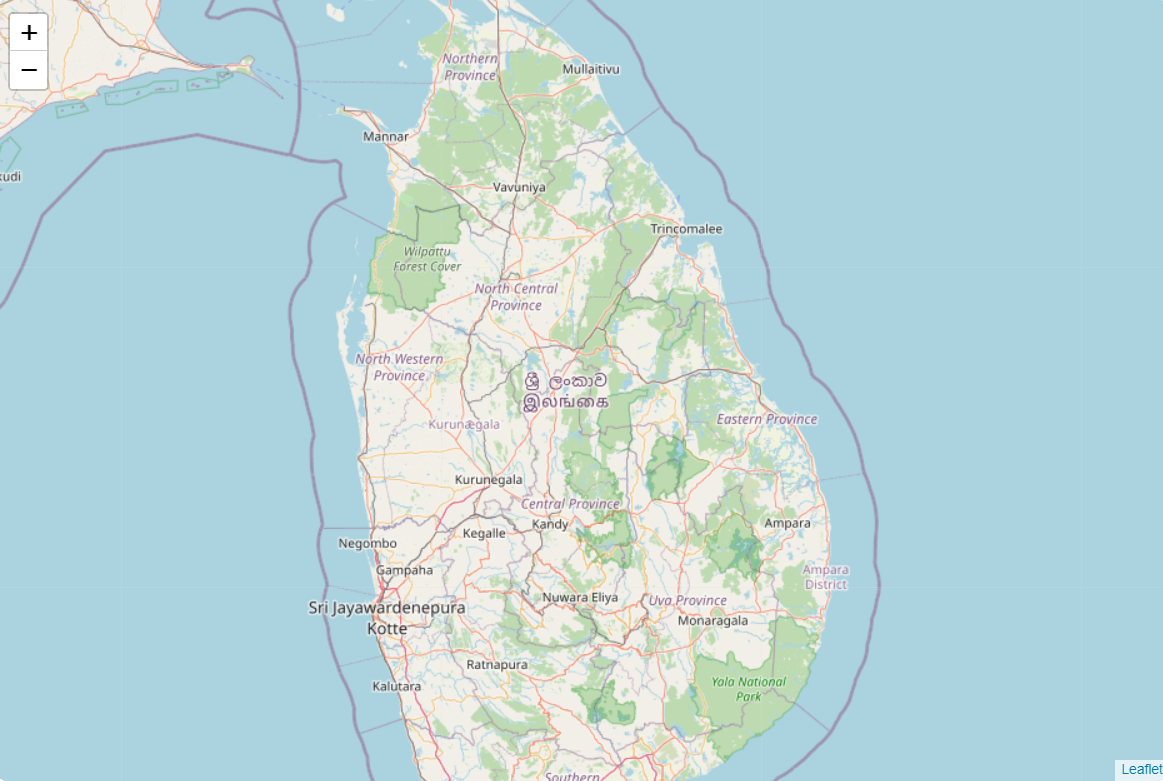 +
−
Northern
Province
Mullaitivu
Mannar
Vavuniya
Trincomalee
Wilpattu
Forest Cover
North Central
Province
North Western
Province
ශ්‍රී ලංකාව
இலங்கை
Eastern Province
Kurunægala
Kurunegala
Central Province
Kandy
Ampara
Kegalle
Negombo
Gampaha
Ampara
District
Nuwara Eliya
Uva Province
Sri Jayawardenepura
Kotte
Monaragala
Ratnapura
Kalutara
Yala National
Park
Southern
Leaflet